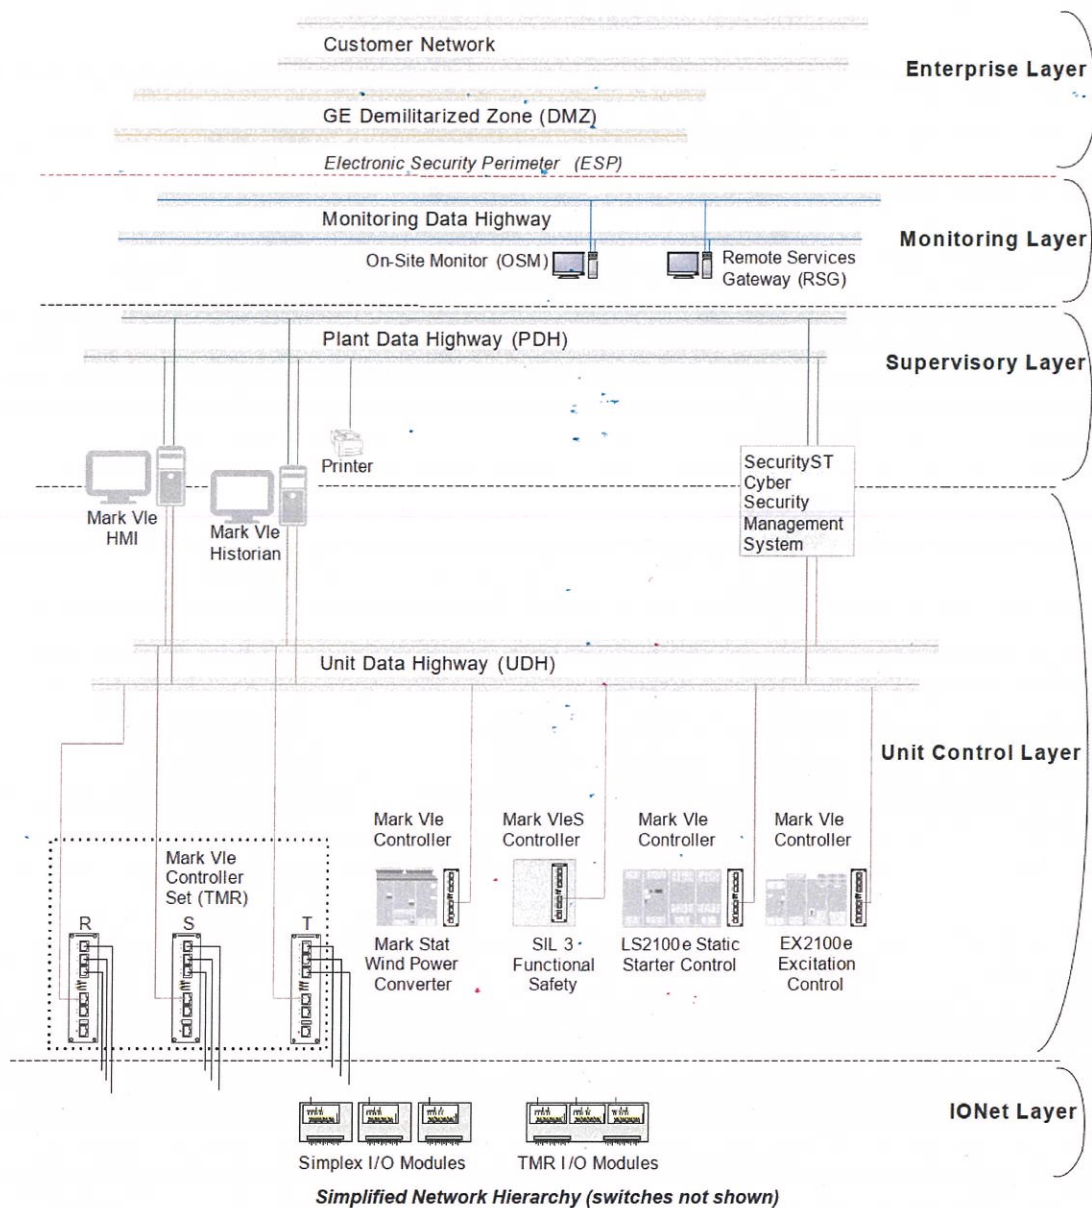 Customer Network
Enterprise Layer
GE Demilitarized Zone (DMZ)
Electronic Security Perimeter (ESP)
Monitoring Data Highway
Monitoring Layer
On-Site Monitor (OSM)
Remote Services
Gateway (RSG)
Plant Data Highway (PDH)
Supervisory Layer
Printer
SecurityST
Cyber
Security
Management
System
Mark VIe
HMI
Mark VIe
Historian
Unit Data Highway (UDH)
Unit Control Layer
Mark VIe
Controller
Set (TMR)
R
S
T
Mark VIe
Controller
Mark Stat
Wind Power
Converter
Mark VIeS
Controller
SIL 3
Functional
Safety
Mark VIe
Controller
LS2100e Static
Starter Control
Mark VIe
Controller
EX2100e
Excitation
Control
IONet Layer
Simplex I/O Modules
TMR I/O Modules
Simplified Network Hierarchy (switches not shown)